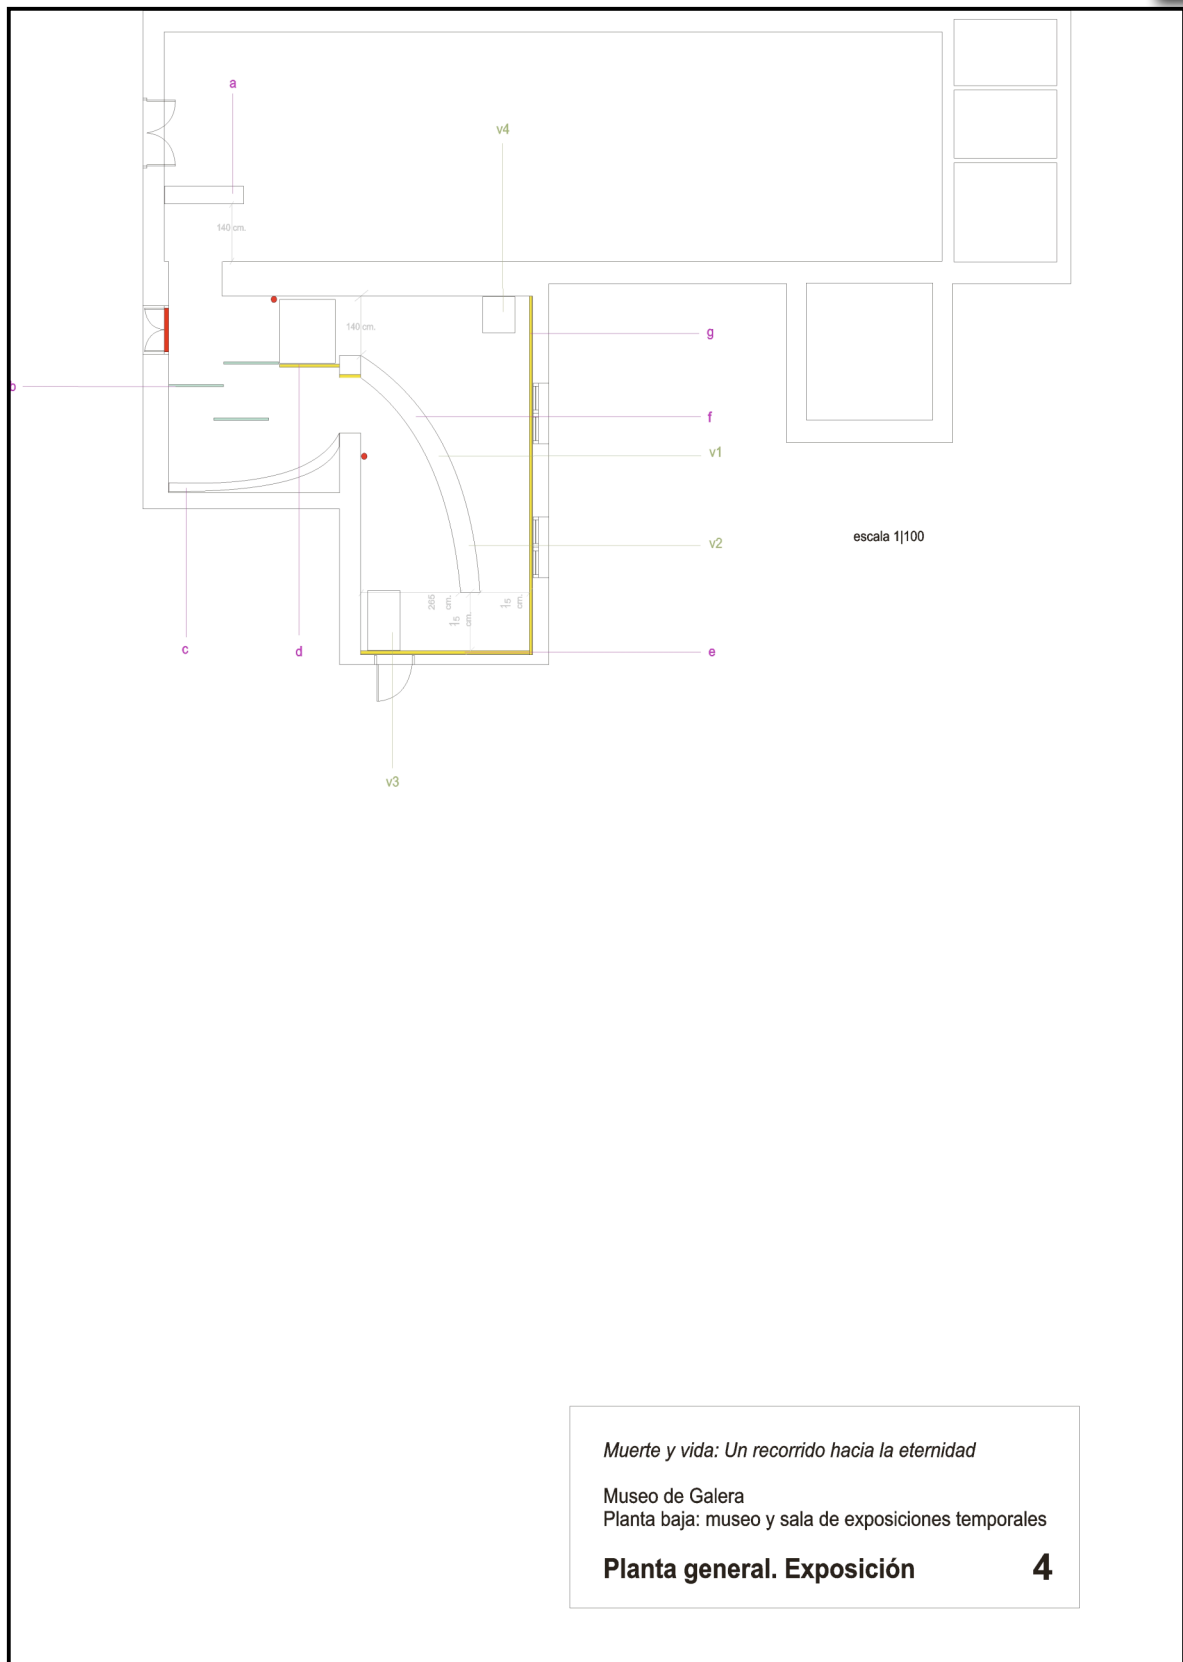 a
v4
140 cm.
140 cm.
g
b
f
v1
escala 1|100
v2
265 cm.
15 cm.
15 cm.
c
d
e
v3
Muerte y vida: Un recorrido hacia la eternidad
Museo de Galera
Planta baja: museo y sala de exposiciones temporales
Planta general. Exposición 4